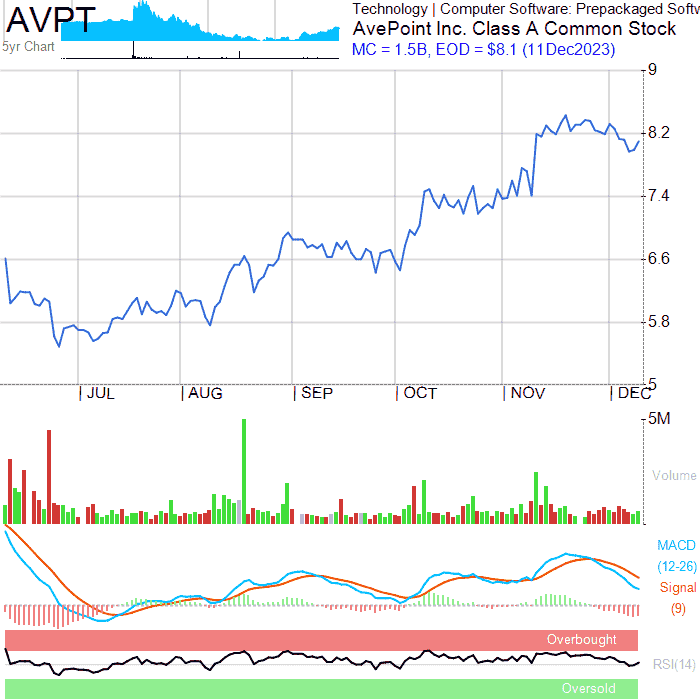 AVPT
5yr Chart
Technology | Computer Software: Prepackaged Softw
AvePoint Inc. Class A Common Stock
MC = 1.5B, EOD = $8.1 (11Dec2023)
9
8.2
7.4
6.6
5.8
5
JUL
AUG
SEP
OCT
NOV
DEC
5M
Volume
MACD
(12-26)
Signal
(9)
Overbought
RSI(14)
Oversold